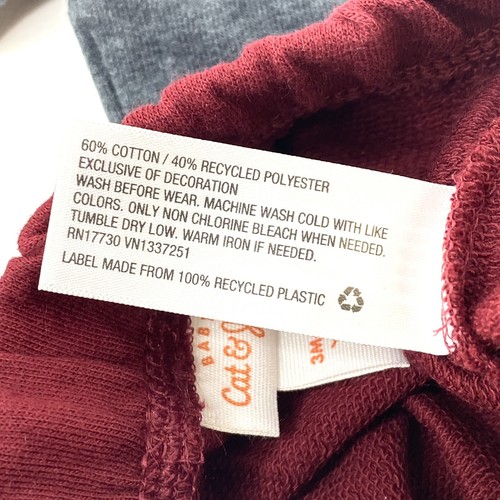 60% COTTON / 40% RECYCLED POLYESTER
EXCLUSIVE OF DECORATION
WASH BEFORE WEAR. MACHINE WASH COLD WITH LIKE
COLORS. ONLY NON CHLORINE BLEACH WHEN NEEDED.
TUMBLE DRY LOW. WARM IRON IF NEEDED.
RN17730 VN1337251
LABEL MADE FROM 100% RECYCLED PLASTIC
Cat &
3M